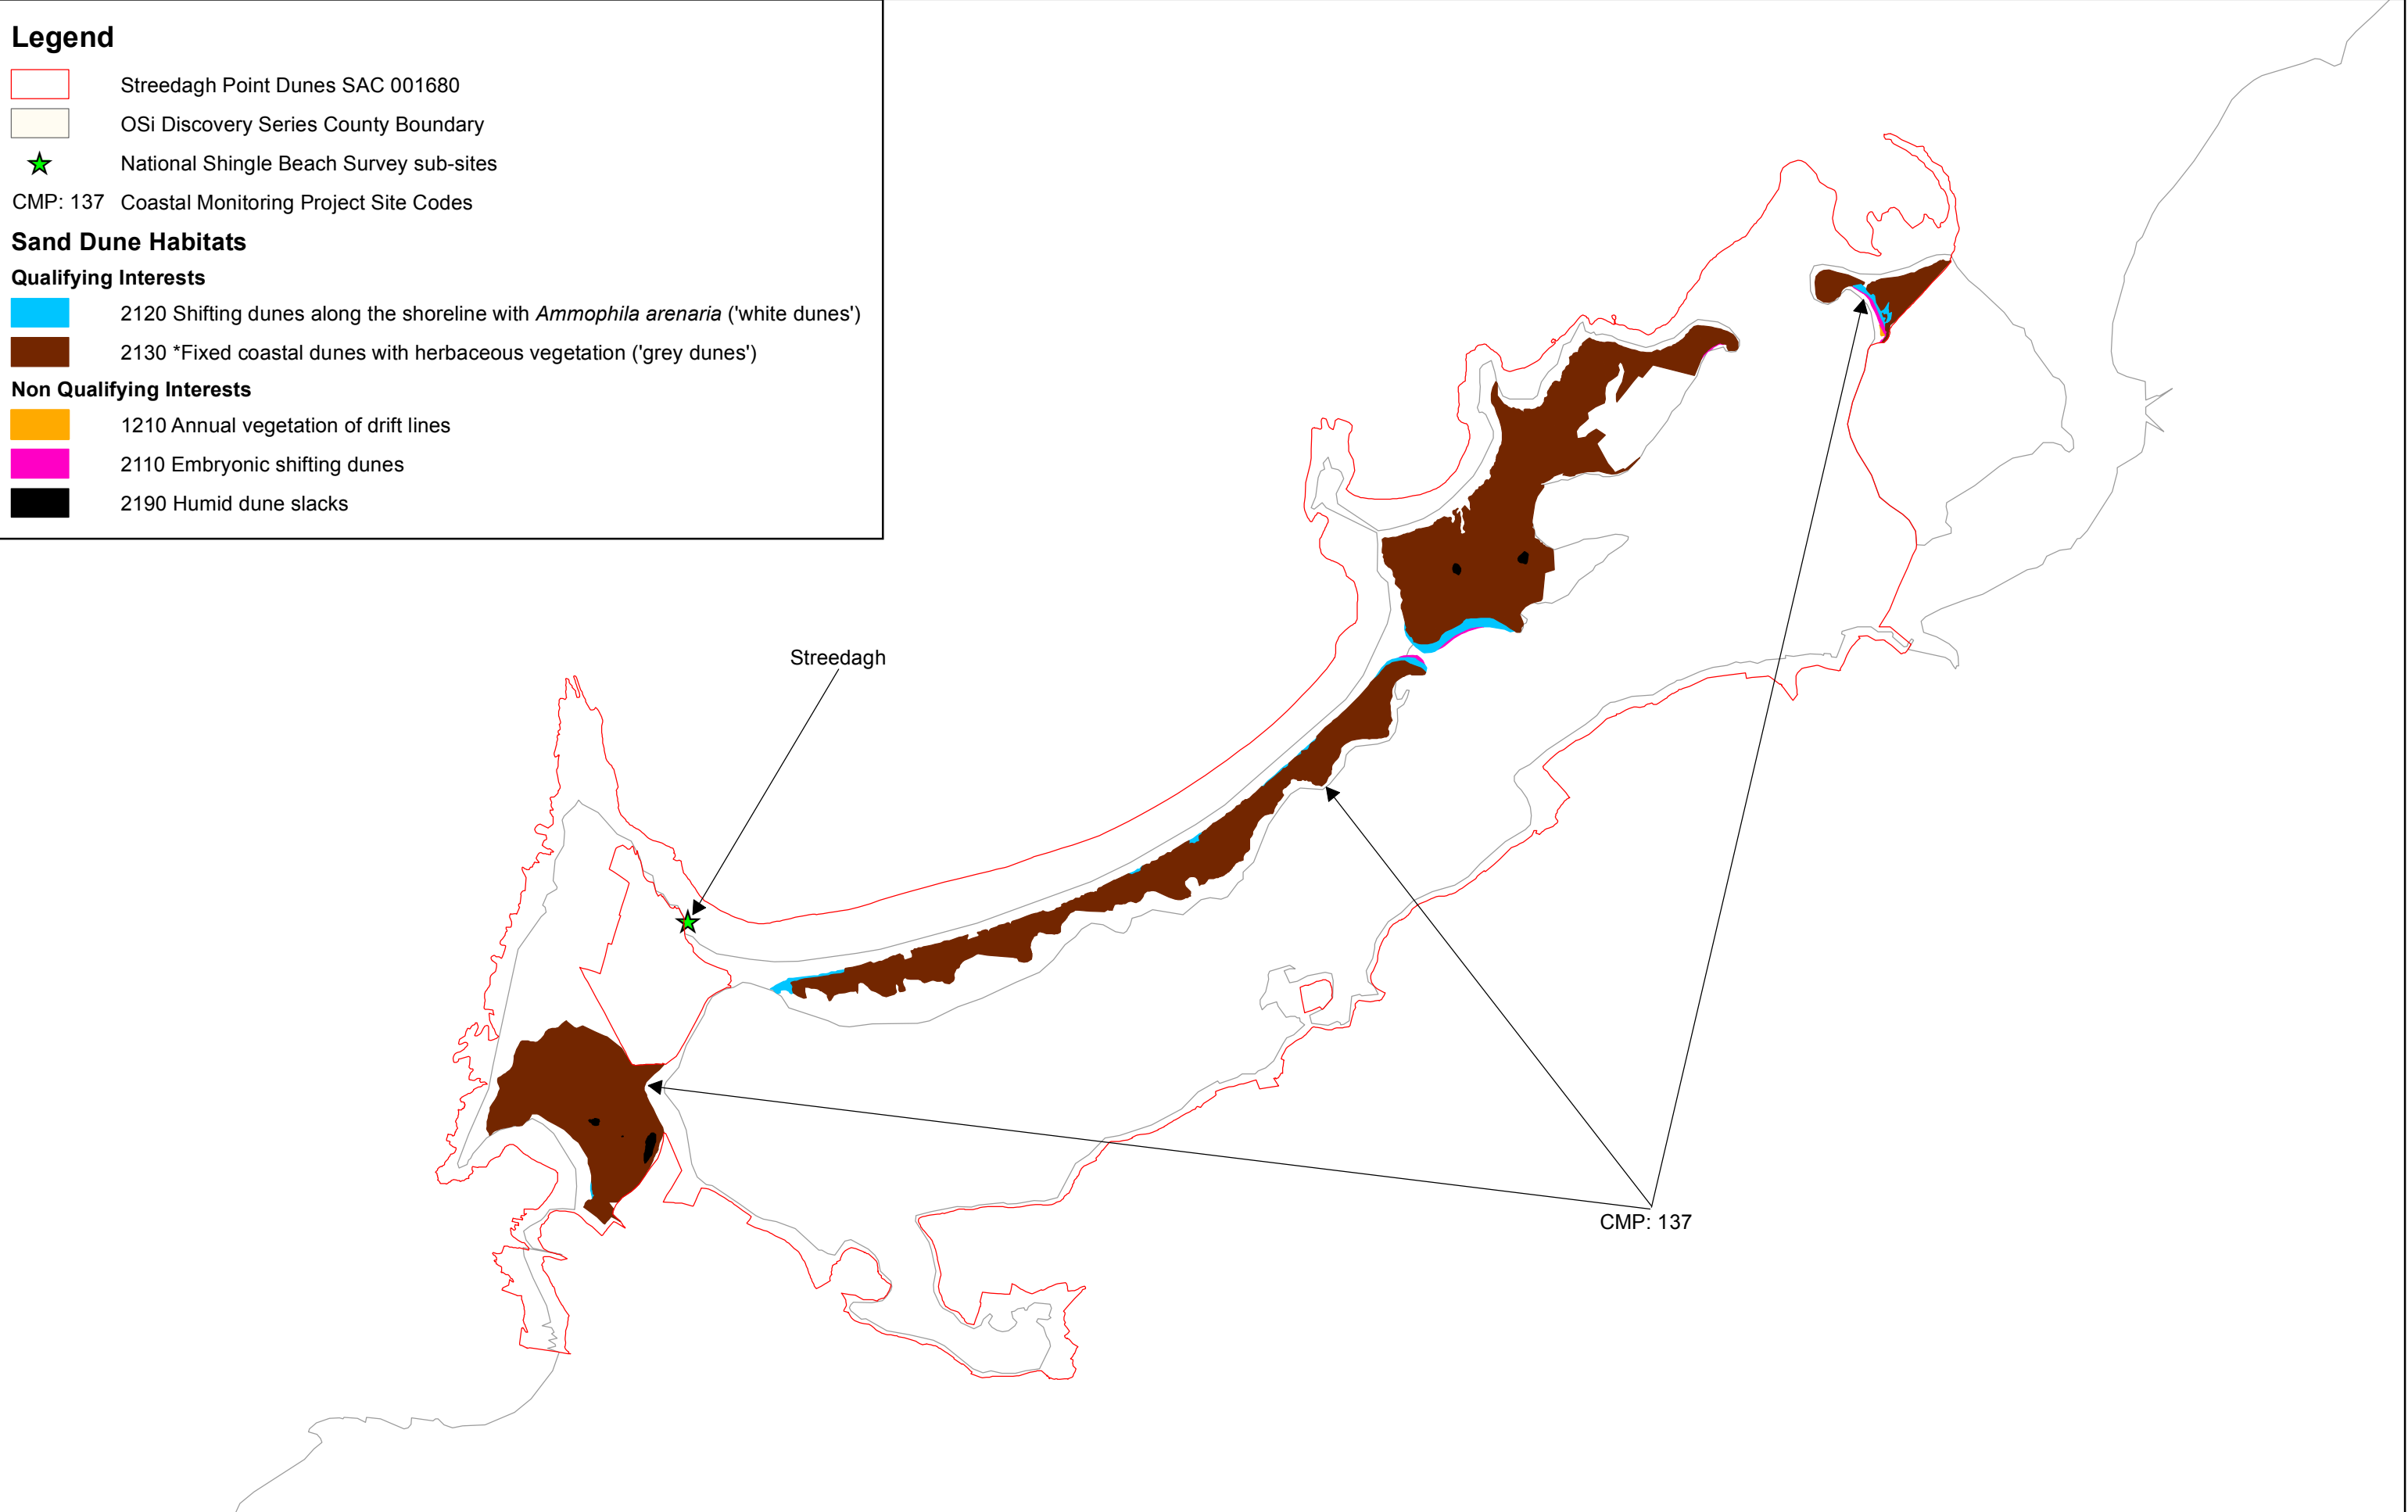 Legend
Streedagh Point Dunes SAC 001680
OSi Discovery Series County Boundary
National Shingle Beach Survey sub-sites
CMP: 137 Coastal Monitoring Project Site Codes
Sand Dune Habitats
Qualifying Interests
2120 Shifting dunes along the shoreline with Ammophila arenaria ('white dunes')
2130 *Fixed coastal dunes with herbaceous vegetation ('grey dunes')
Non Qualifying Interests
1210 Annual vegetation of drift lines
2110 Embryonic shifting dunes
2190 Humid dune slacks
Streedagh
CMP: 137